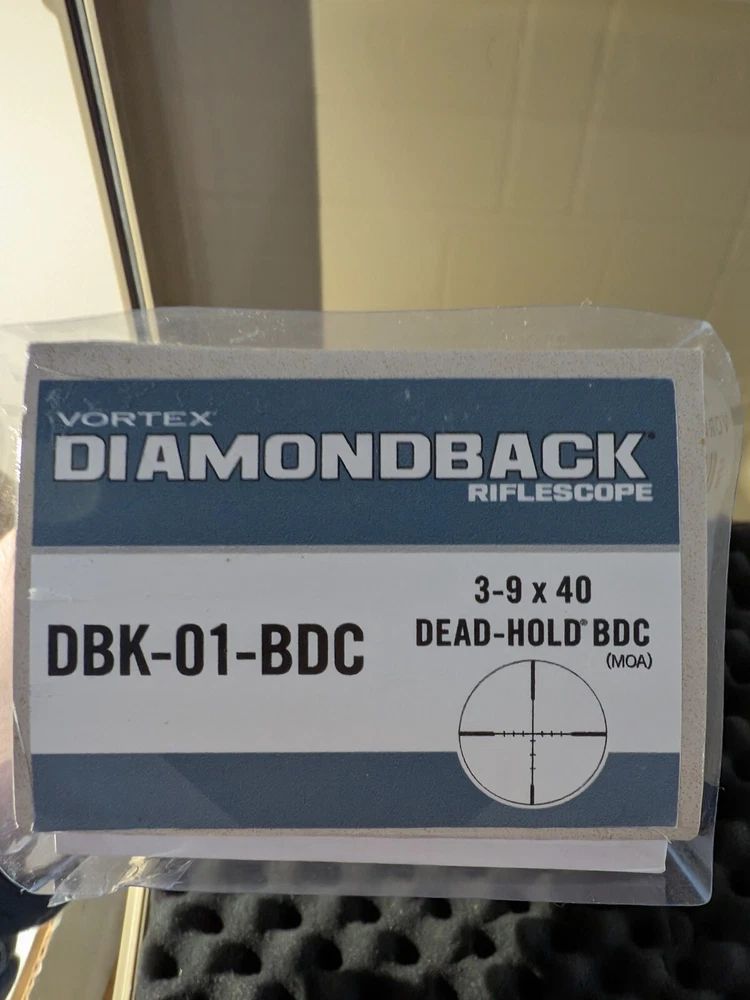 VORTEX
DIAMONDBACK®
RIFLESCOPE
DBK-01-BDC
3-9 x 40
DEAD-HOLD® BDC
(MOA)